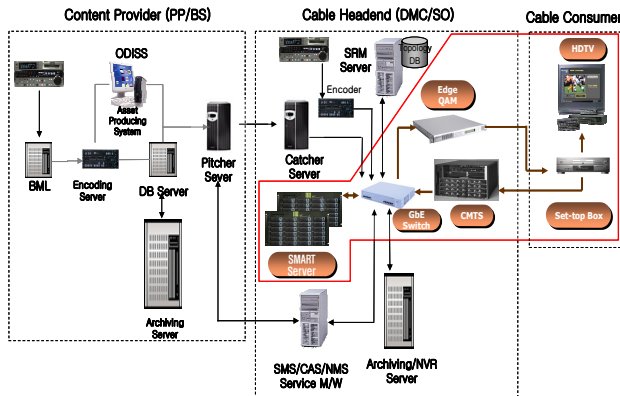 Content Provider (PP/BS)
Cable Headend (DMC/SO)
Cable Consumer
ODISS
Asset
Producing
System
BML
Encoding
Server
DB Server
Pitcher
Sever
Archiving
Server
SRM
Server
Topology
DB
Encoder
Catcher
Server
Edge
QAM
HDTV
GbE
Switch
CMTS
Set-top Box
SMART
Server
SMS/CAS/NMS
Service M/W
Archiving/NVR
Server